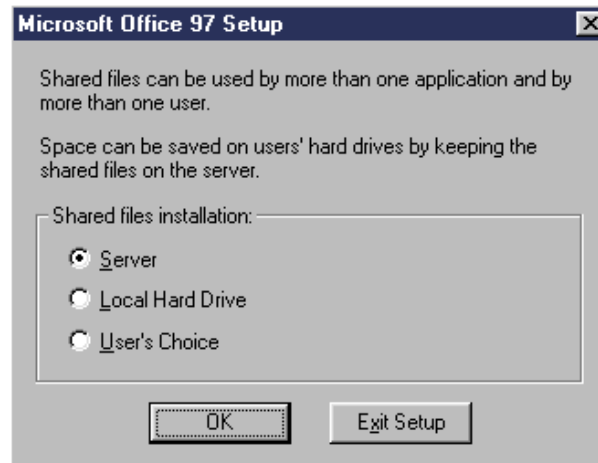 Microsoft Office 97 Setup
Shared files can be used by more than one application and by
more than one user.
Space can be saved on users' hard drives by keeping the
shared files on the server.
Shared files installation:
Server
Local Hard Drive
User's Choice
OK
Exit Setup